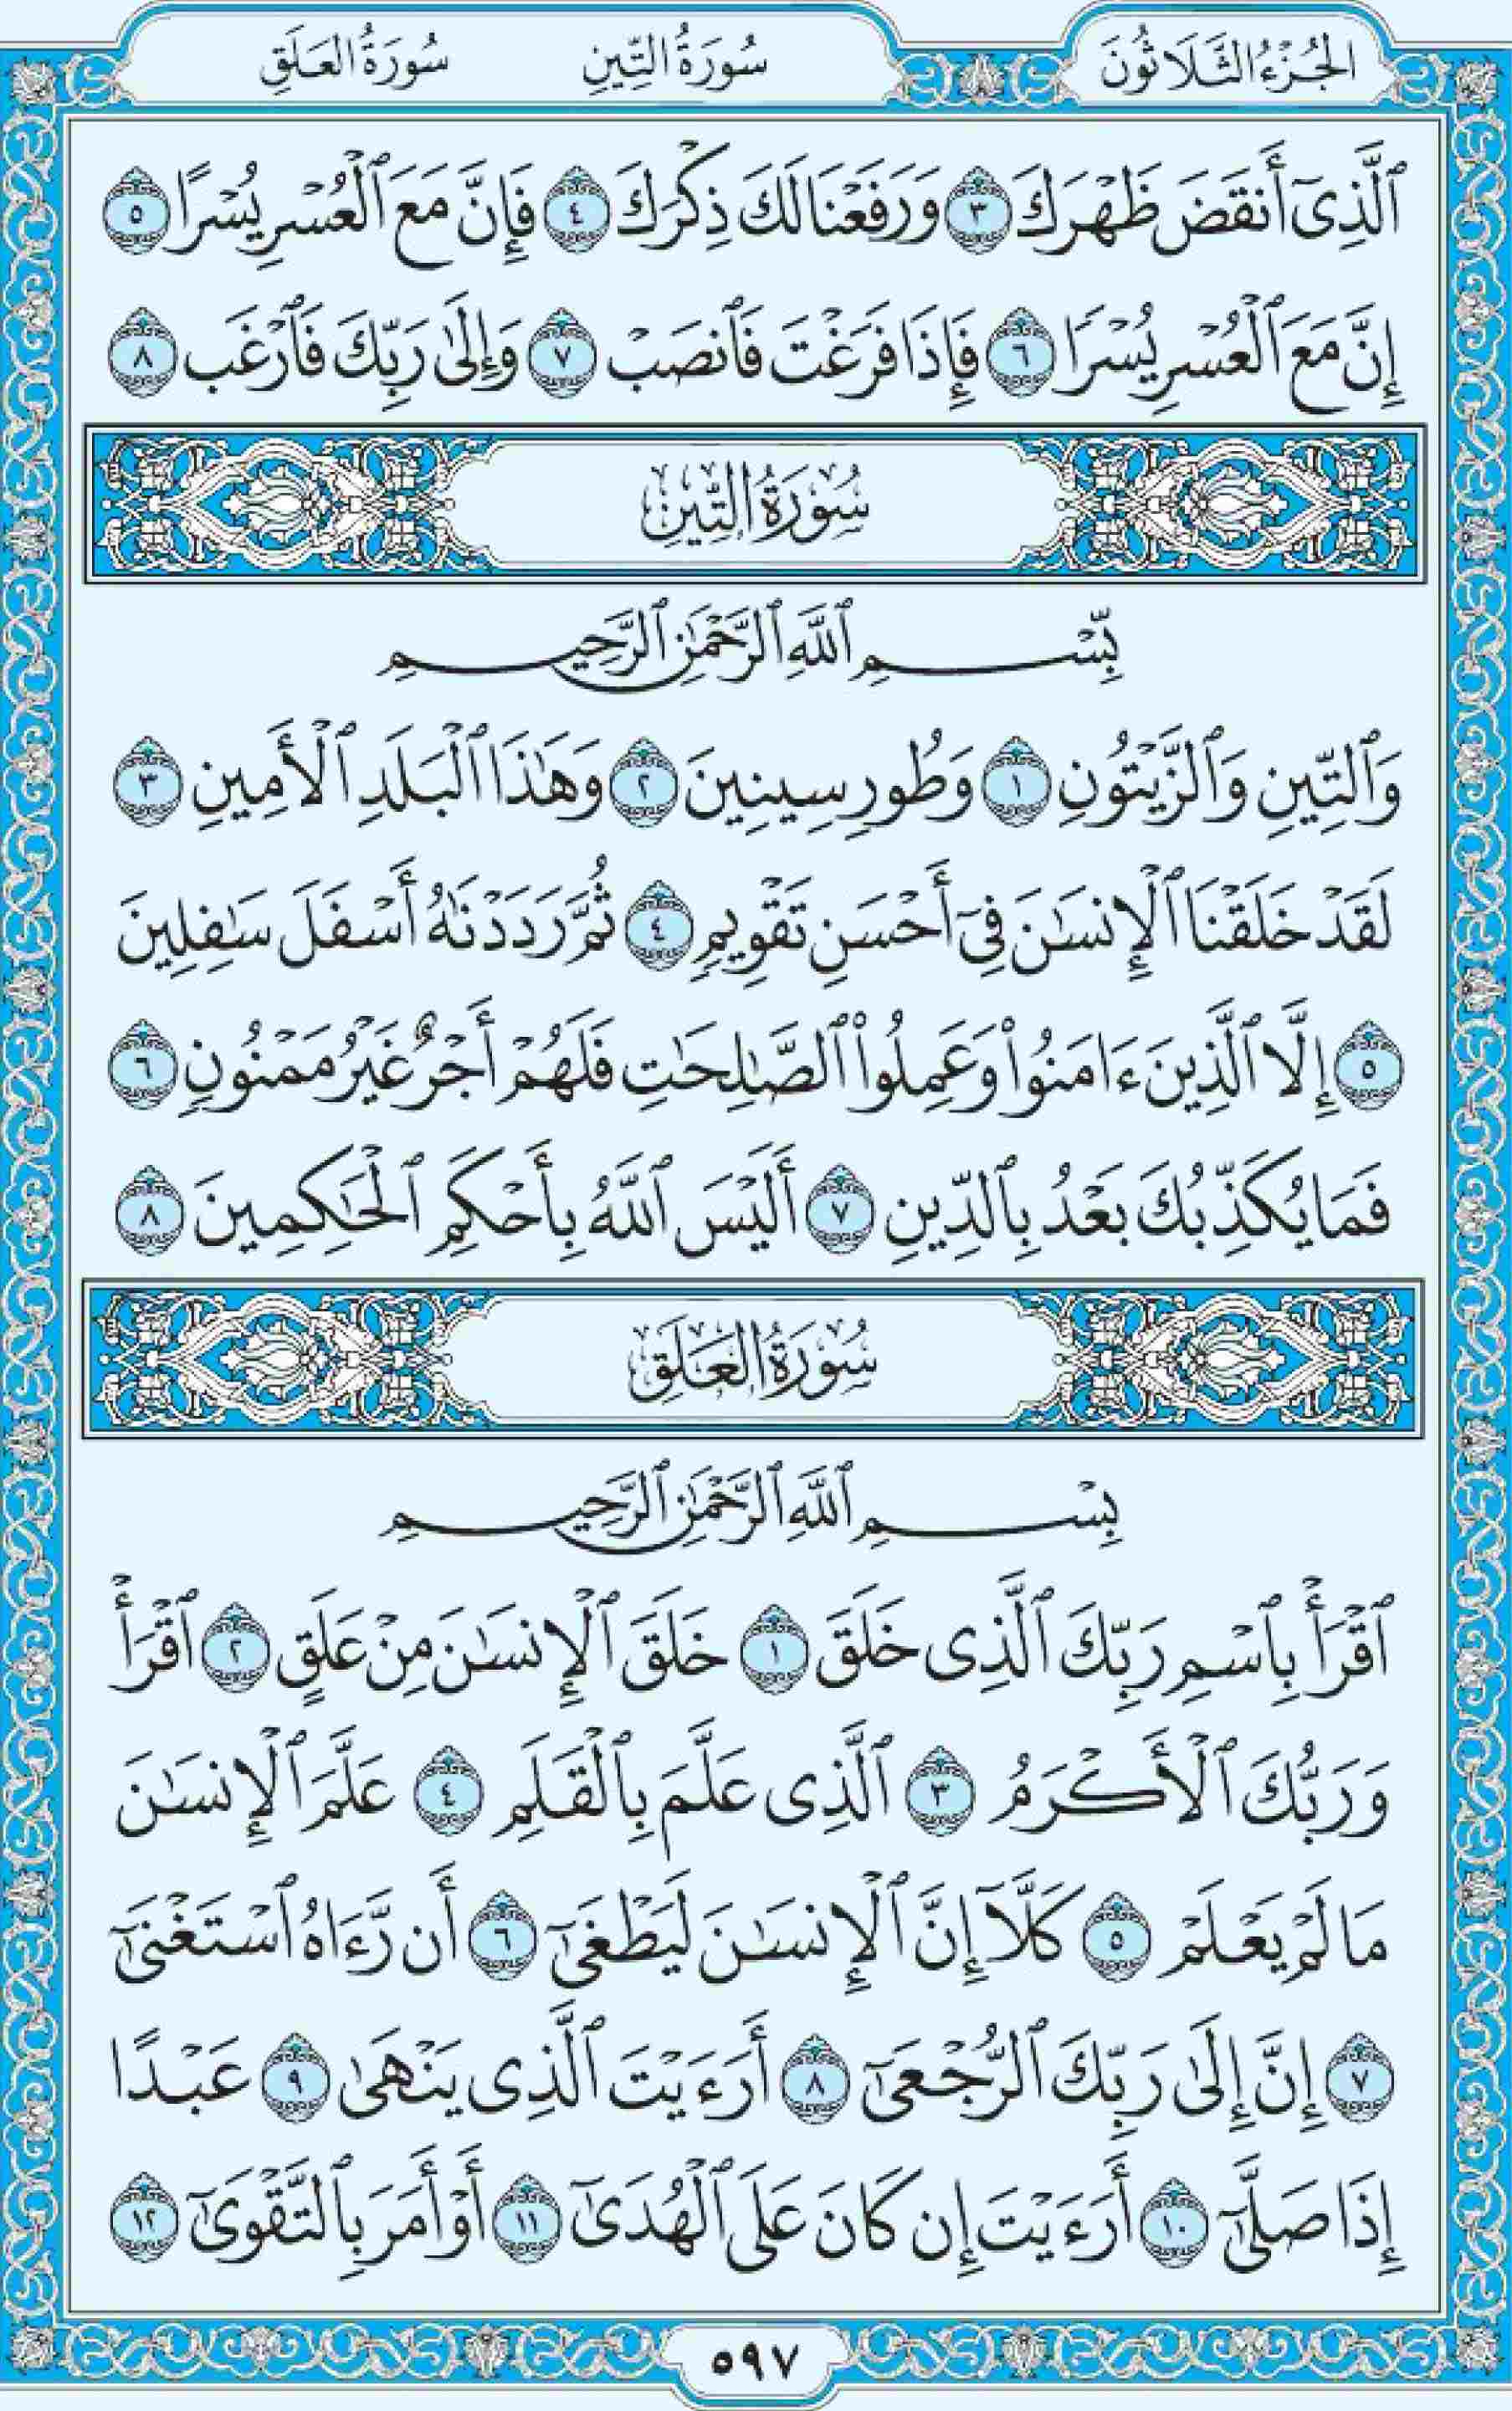 الجُزْءُ الثَّلَاثُونَ سُورَةُ التِّينِ سُورَةُ العَلَقِ
ٱلَّذِىٓ أَنقَضَ ظَهْرَكَ ٣ وَرَفَعْنَا لَكَ ذِكْرَكَ ٤ فَإِنَّ مَعَ ٱلْعُسْرِ يُسْرًا ٥
إِنَّ مَعَ ٱلْعُسْرِ يُسْرًا ٦ فَإِذَا فَرَغْتَ فَٱنصَبْ ٧ وَإِلَىٰ رَبِّكَ فَٱرْغَب ٨
سُورَةُ التِّينِ
بِّسْمِ ٱللَّهِ ٱلرَّحْمَٰنِ ٱلرَّحِيمِ
وَٱلتِّينِ وَٱلزَّيْتُونِ ١ وَطُورِ سِينِينَ ٢ وَهَٰذَا ٱلْبَلَدِ ٱلْأَمِينِ ٣
لَقَدْ خَلَقْنَا ٱلْإِنسَٰنَ فِىٓ أَحْسَنِ تَقْوِيمٍ ٤ ثُمَّ رَدَدْنَٰهُ أَسْفَلَ سَٰفِلِينَ
٥ إِلَّا ٱلَّذِينَ ءَامَنُوا۟ وَعَمِلُوا۟ ٱلصَّٰلِحَٰتِ فَلَهُمْ أَجْرٌ غَيْرُ مَمْنُونٍ ٦
فَمَا يُكَذِّبُكَ بَعْدُ بِٱلدِّينِ ٧ أَلَيْسَ ٱللَّهُ بِأَحْكَمِ ٱلْحَٰكِمِينَ ٨
سُورَةُ العَلَقِ
بِسْمِ ٱللَّهِ ٱلرَّحْمَٰنِ ٱلرَّحِيمِ
ٱقْرَأْ بِٱسْمِ رَبِّكَ ٱلَّذِى خَلَقَ ١ خَلَقَ ٱلْإِنسَٰنَ مِنْ عَلَقٍ ٢ ٱقْرَأْ
وَرَبُّكَ ٱلْأَكْرَمُ ٣ ٱلَّذِى عَلَّمَ بِٱلْقَلَمِ ٤ عَلَّمَ ٱلْإِنسَٰنَ
مَا لَمْ يَعْلَمْ ٥ كَلَّآ إِنَّ ٱلْإِنسَٰنَ لَيَطْغَىٰٓ ٦ أَن رَّءَاهُ ٱسْتَغْنَىٰٓ
٧ إِنَّ إِلَىٰ رَبِّكَ ٱلرُّجْعَىٰٓ ٨ أَرَءَيْتَ ٱلَّذِى يَنْهَىٰ ٩ عَبْدًا
إِذَا صَلَّىٰٓ ١٠ أَرَءَيْتَ إِن كَانَ عَلَى ٱلْهُدَىٰٓ ١١ أَوْ أَمَرَ بِٱلتَّقْوَىٰٓ ١٢
٥٩٧